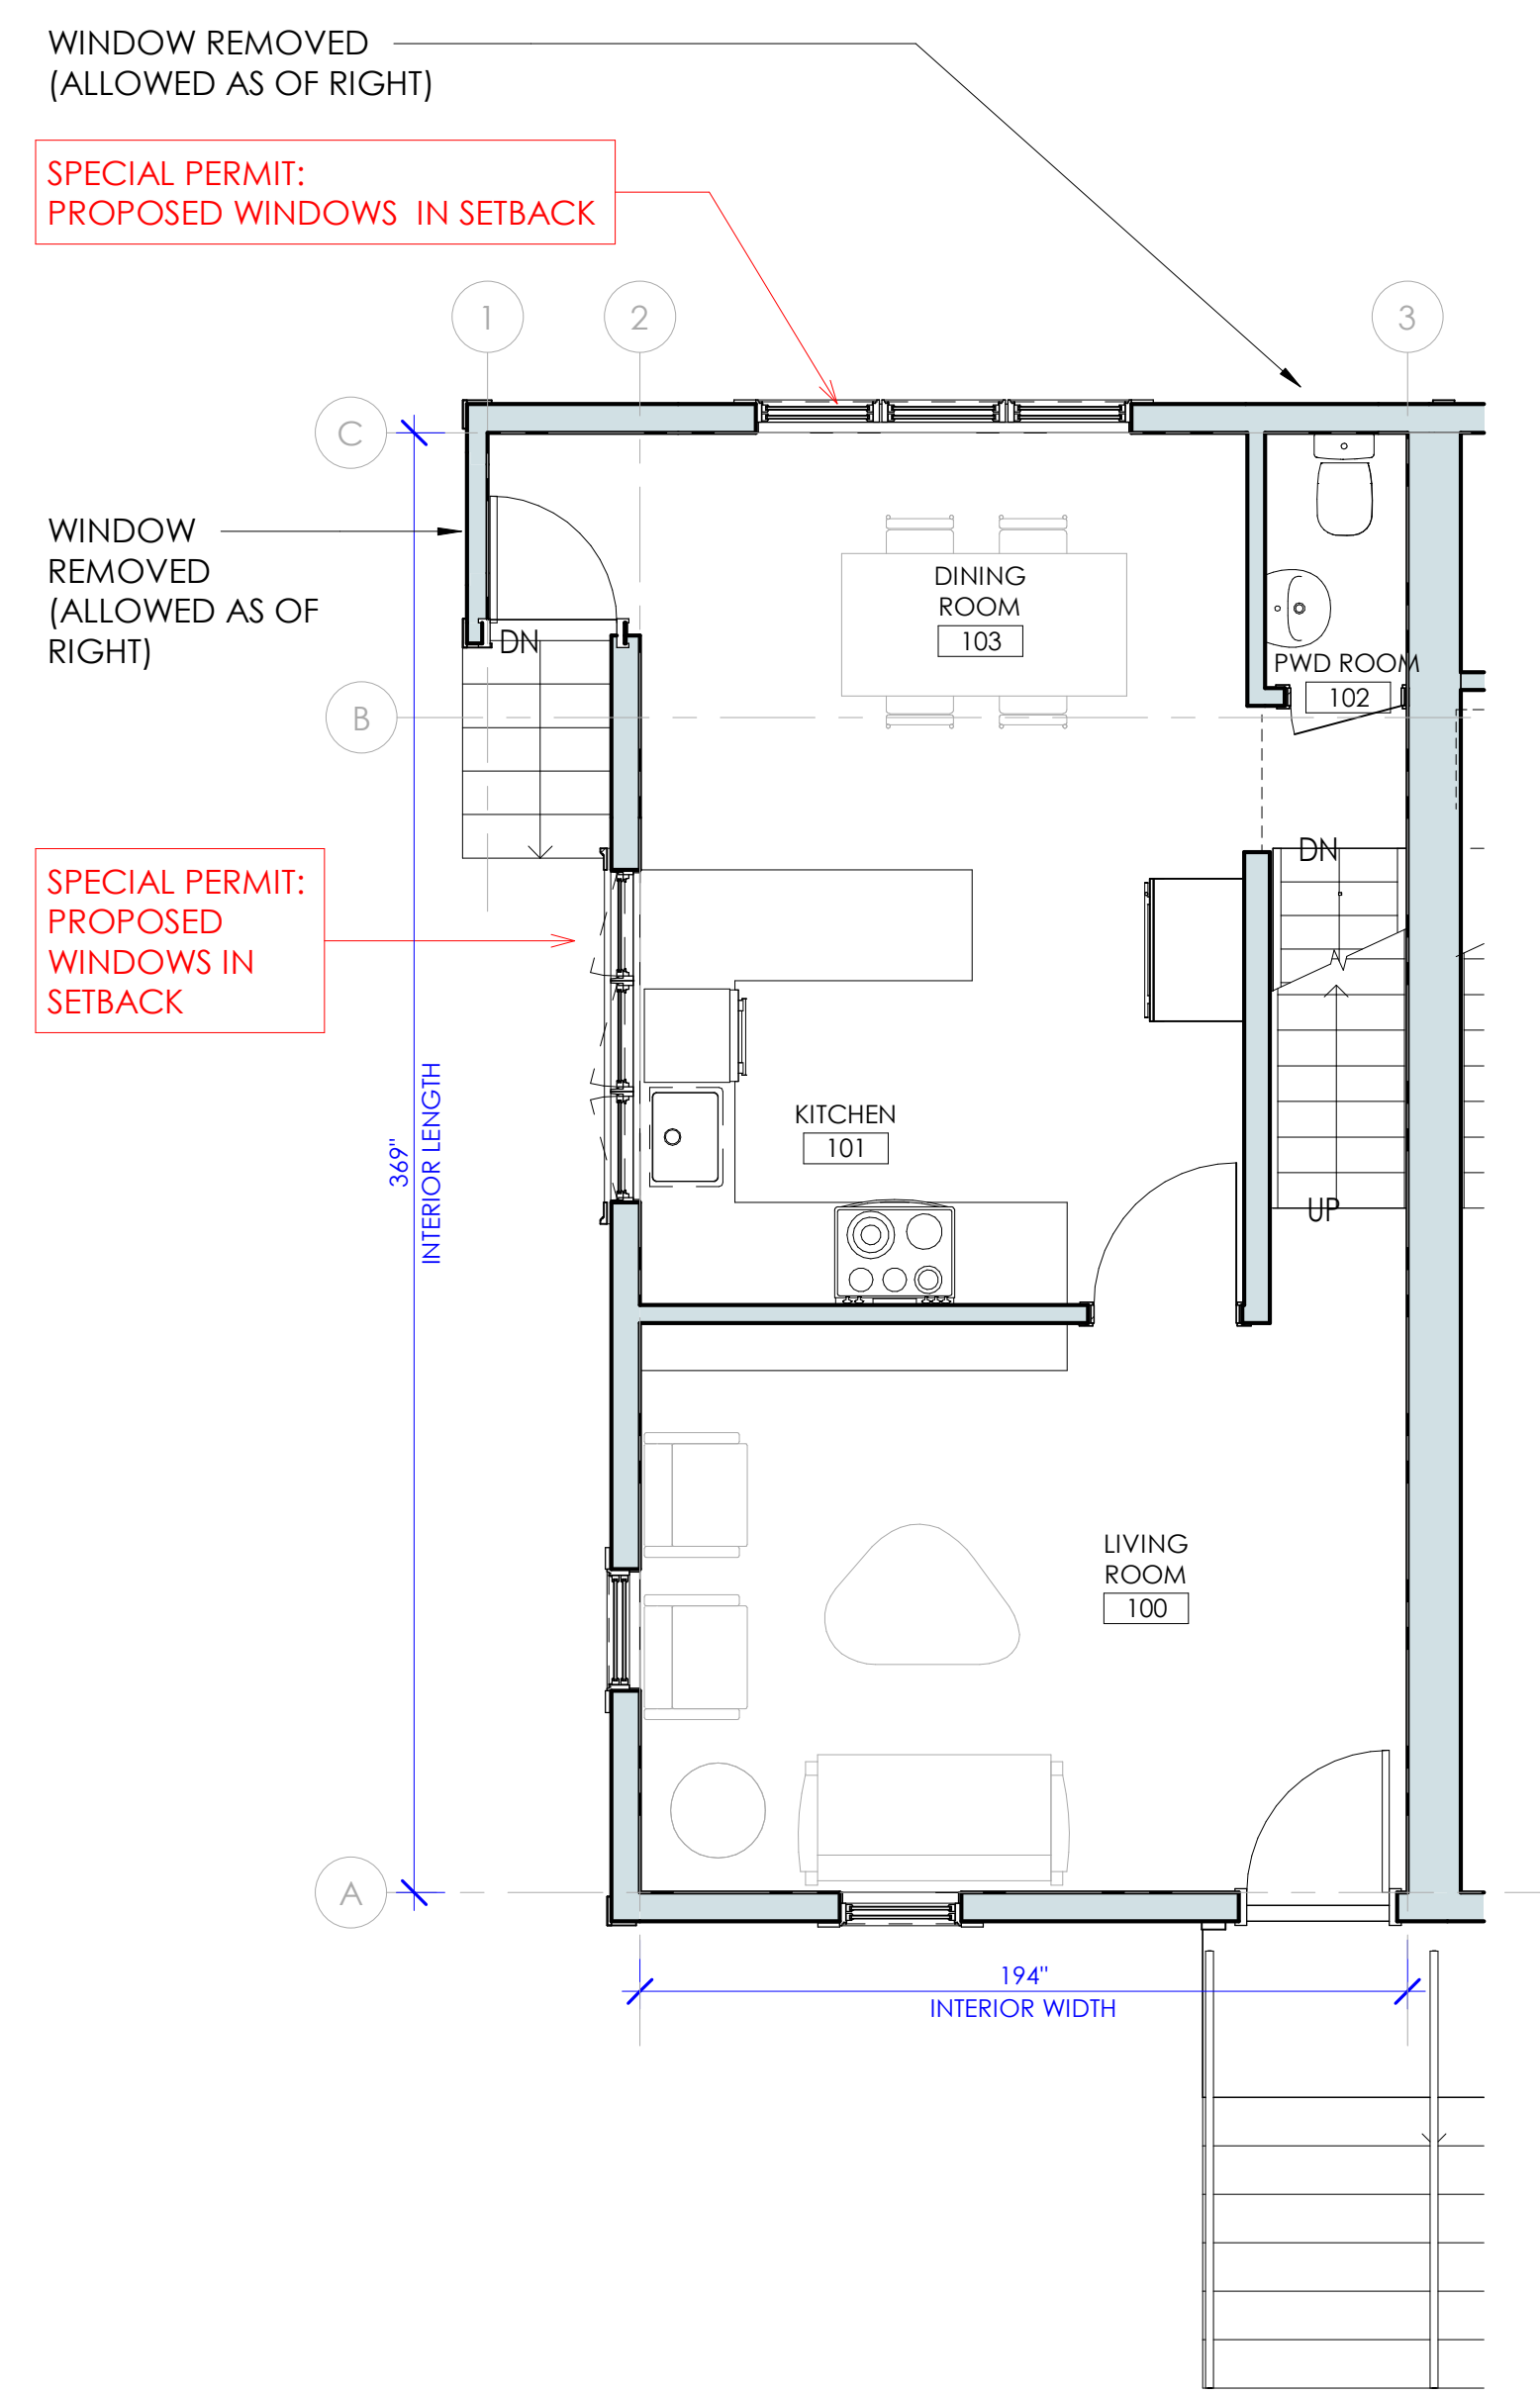 WINDOW REMOVED
(ALLOWED AS OF RIGHT)
SPECIAL PERMIT:
PROPOSED WINDOWS IN SETBACK
1
2
3
C
WINDOW
REMOVED
(ALLOWED AS OF
RIGHT)
DN
DINING
ROOM
103
PWD ROOM
102
B
DN
SPECIAL PERMIT:
PROPOSED
WINDOWS IN
SETBACK
369"
INTERIOR LENGTH
KITCHEN
101
UP
LIVING
ROOM
100
A
194"
INTERIOR WIDTH